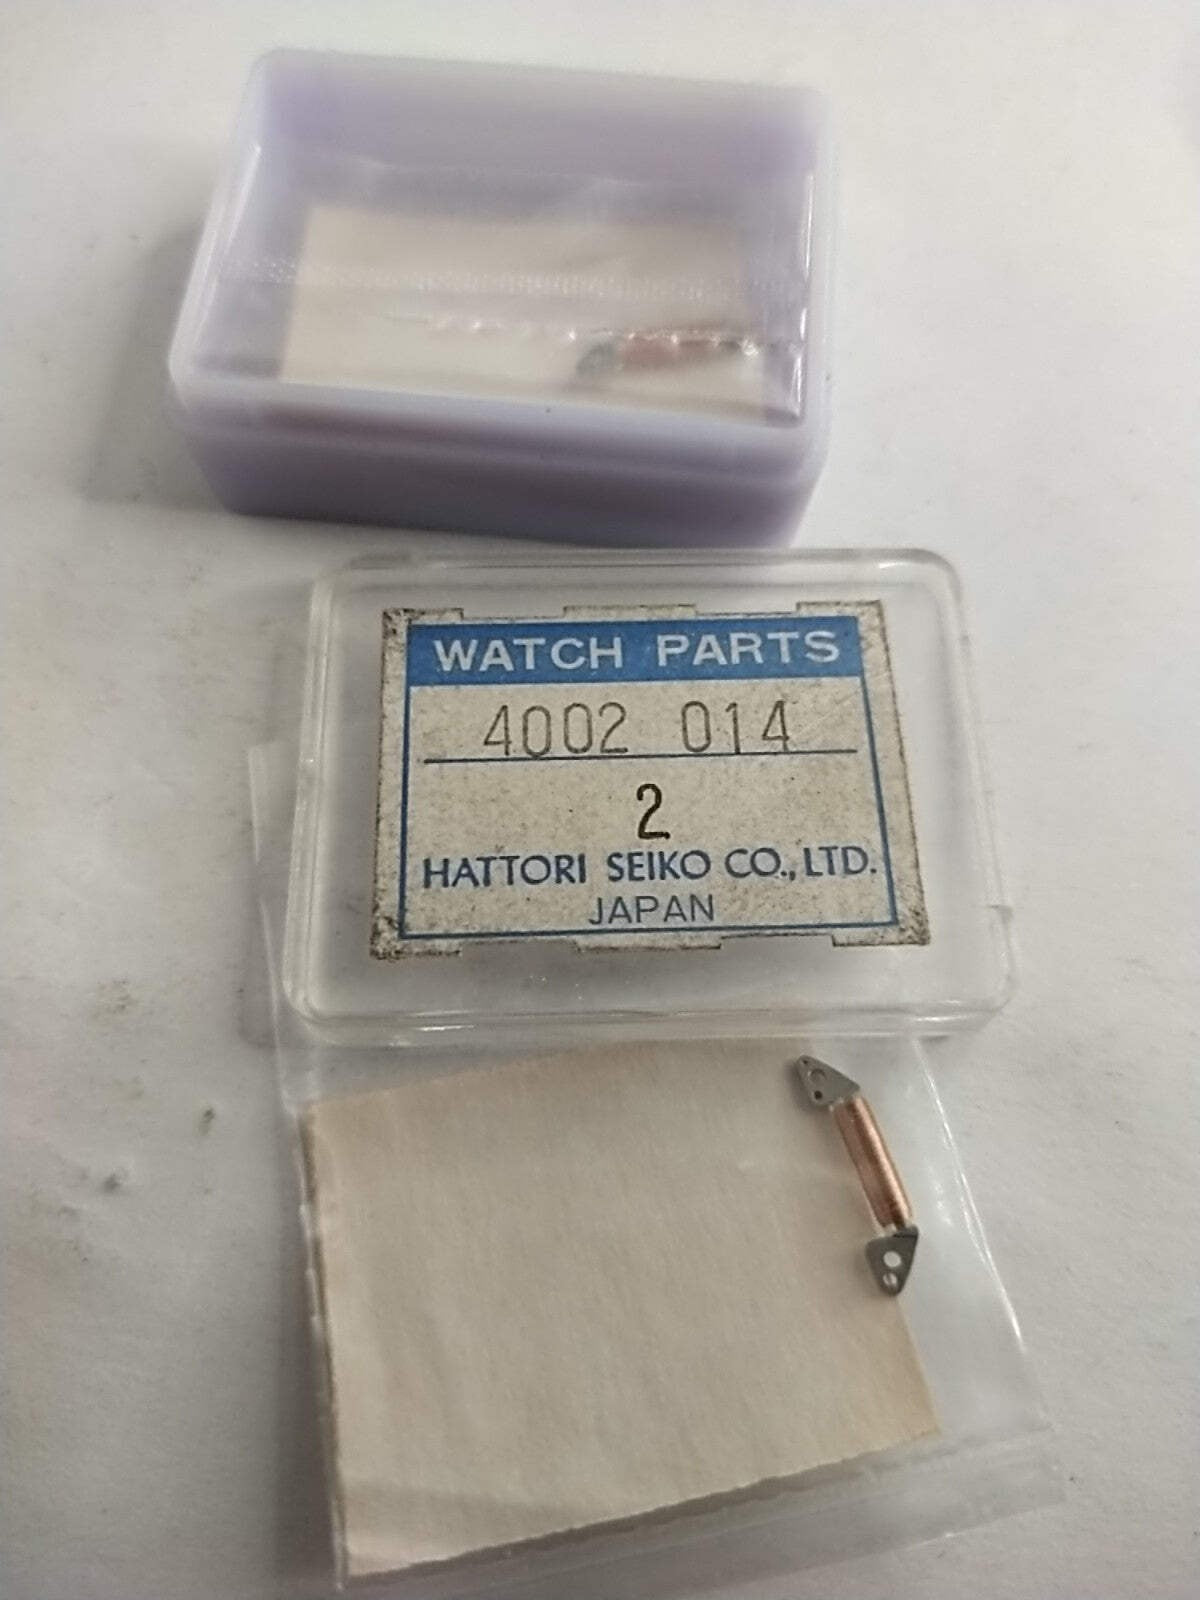 WATCH PARTS
4002 014
2
HATTORI SEIKO CO., LTD.
JAPAN